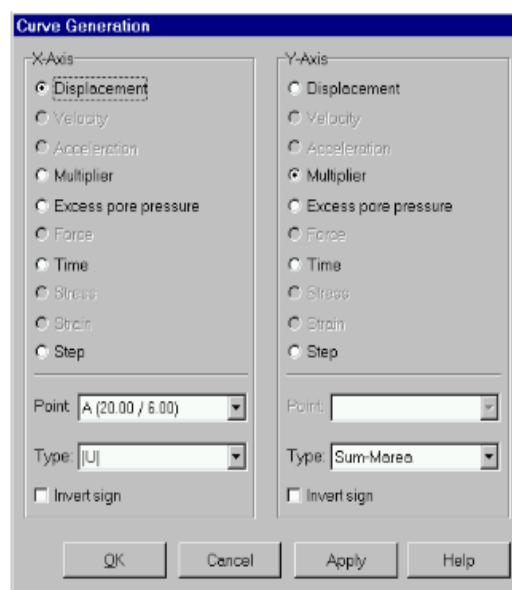 Curve Generation
X-Axis
Displacement
Velocity
Acceleration
Multiplier
Excess pore pressure
Force
Time
Stress
Strain
Step
Point: A (20.00 / 6.00)
Type: |U|
Invert sign
Y-Axis
Displacement
Velocity
Acceleration
Multiplier
Excess pore pressure
Force
Time
Stress
Strain
Step
Point:
Type: Sum-Marea
Invert sign
OK
Cancel
Apply
Help